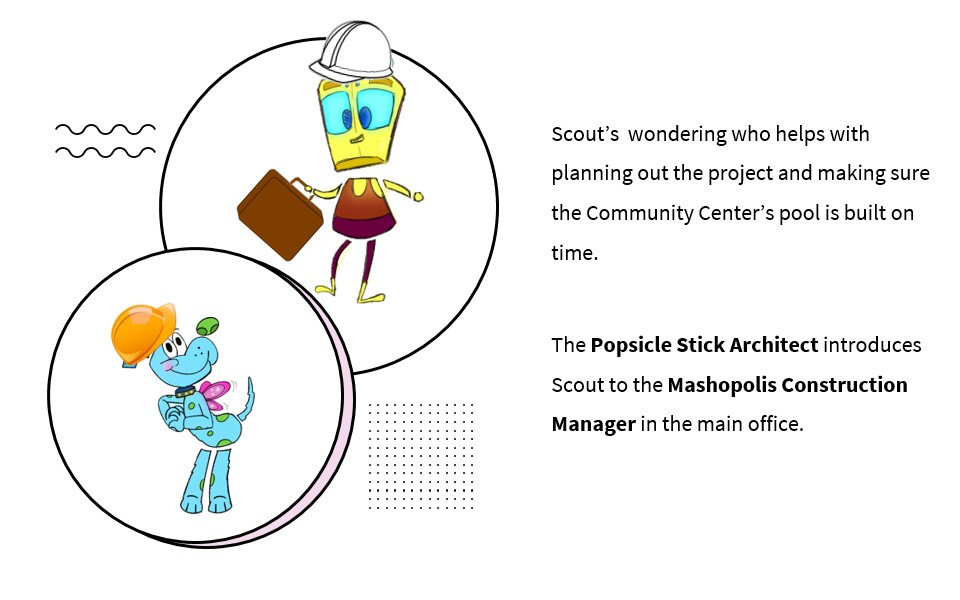 Scout’s  wondering who helps with
planning out the project and making sure
the Community Center’s pool is built on
time.
The Popsicle Stick Architect introduces
Scout to the Mashopolis Construction
Manager in the main office.